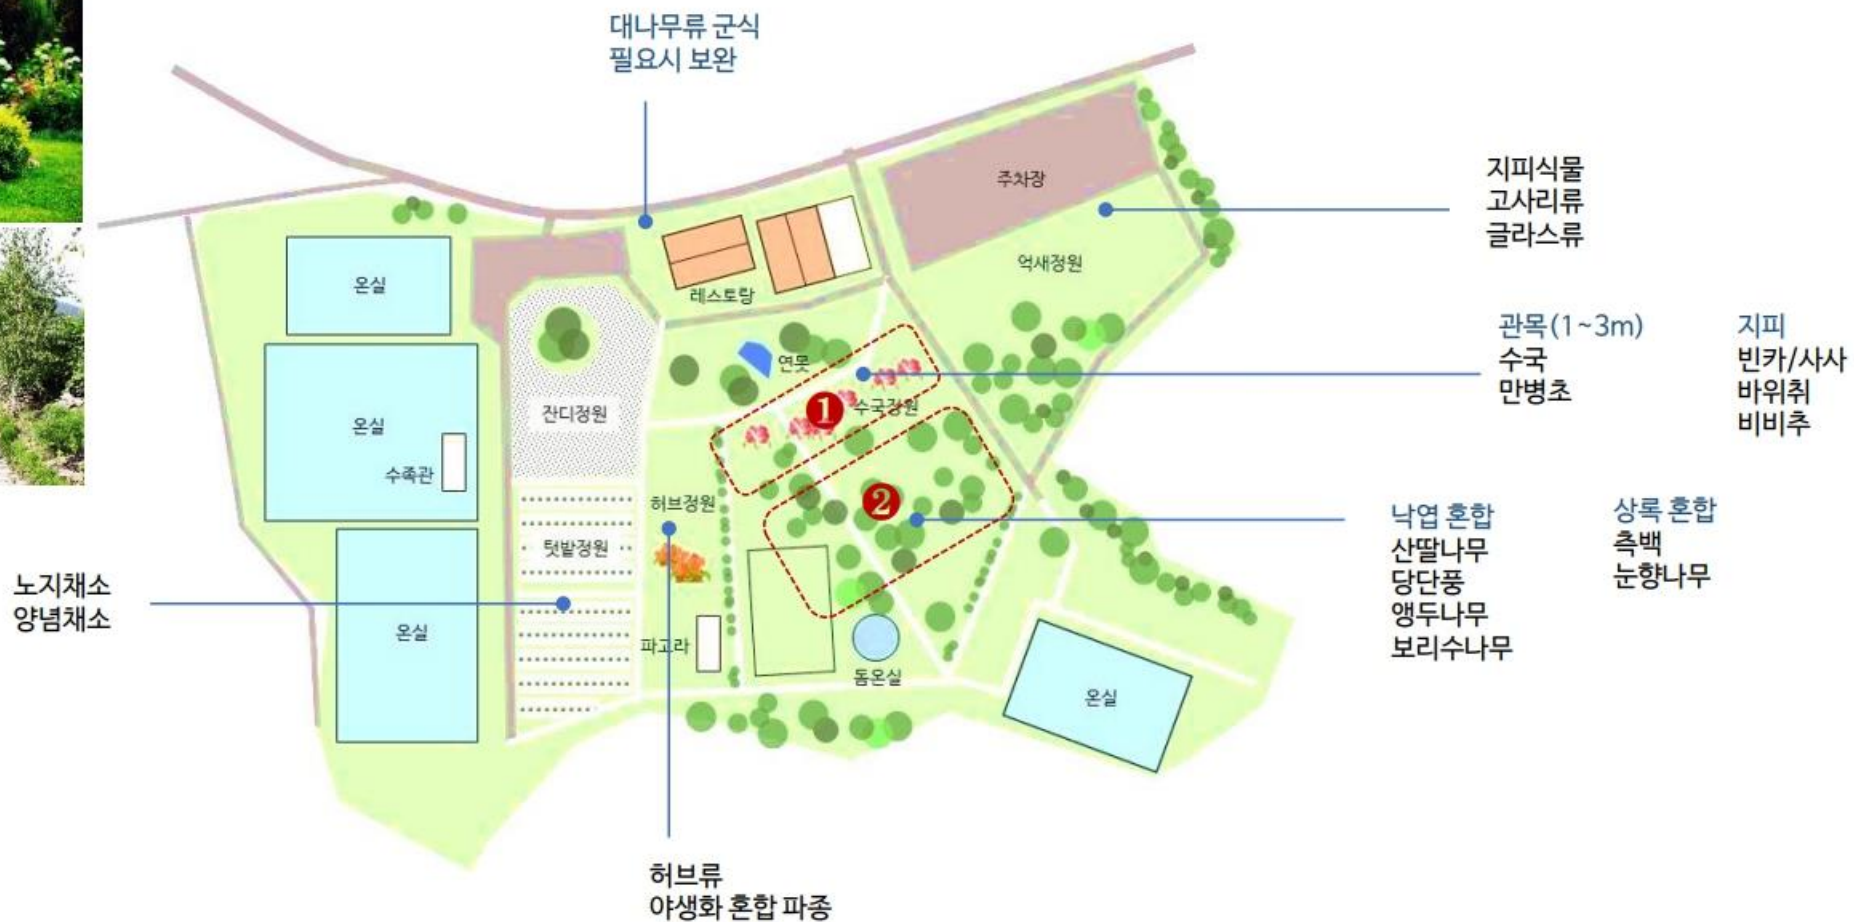 대나무류 군식
필요시 보완
주차장
지피식물
고사리류
글라스류
억새정원
온실
레스토랑
관목(1~3m)
수국
만병초
지피
빈카/사사
바위취
비비추
연못
잔디정원
1
수국정원
온실
수족관
허브정원
2
낙엽 혼합
산딸나무
당단풍
앵두나무
보리수나무
상록 혼합
측백
눈향나무
텃밭정원
노지채소
양념채소
온실
파고라
돔온실
온실
허브류
야생화 혼합 파종